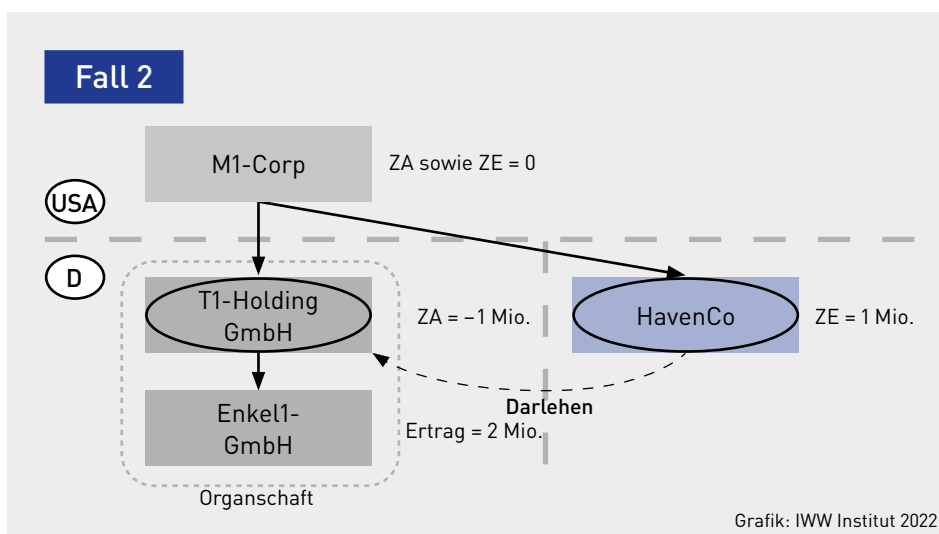 Fall 2
M1-Corp
ZA sowie ZE = 0
USA
D
T1-Holding
GmbH
ZA = –1 Mio.
HavenCo
ZE = 1 Mio.
Darlehen
Enkel1-
GmbH
Ertrag = 2 Mio.
Organschaft
Grafik: IWW Institut 2022